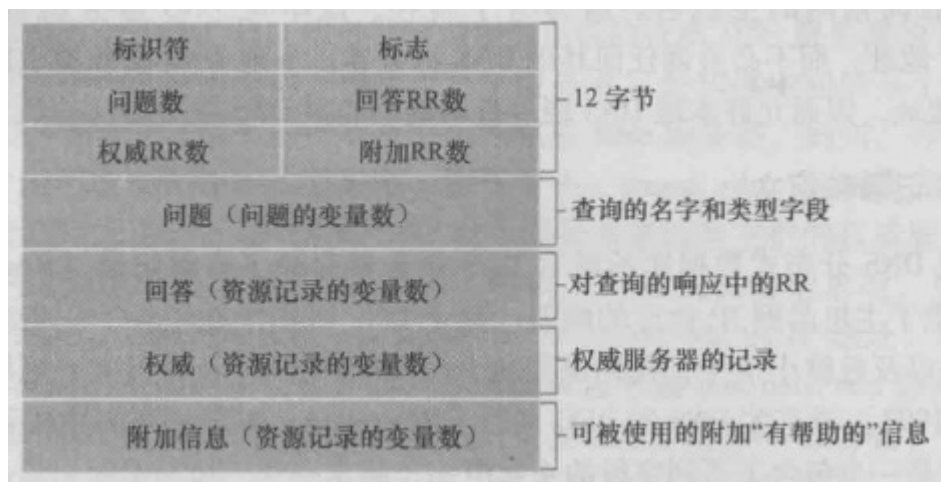 标识符 标志
问题数 回答RR数 12 字节
权威RR数 附加RR数
问题（问题的变量数） 查询的名字和类型字段
回答（资源记录的变量数） 对查询的响应中的RR
权威（资源记录的变量数） 权威服务器的记录
附加信息（资源记录的变量数） 可被使用的附加“有帮助的”信息